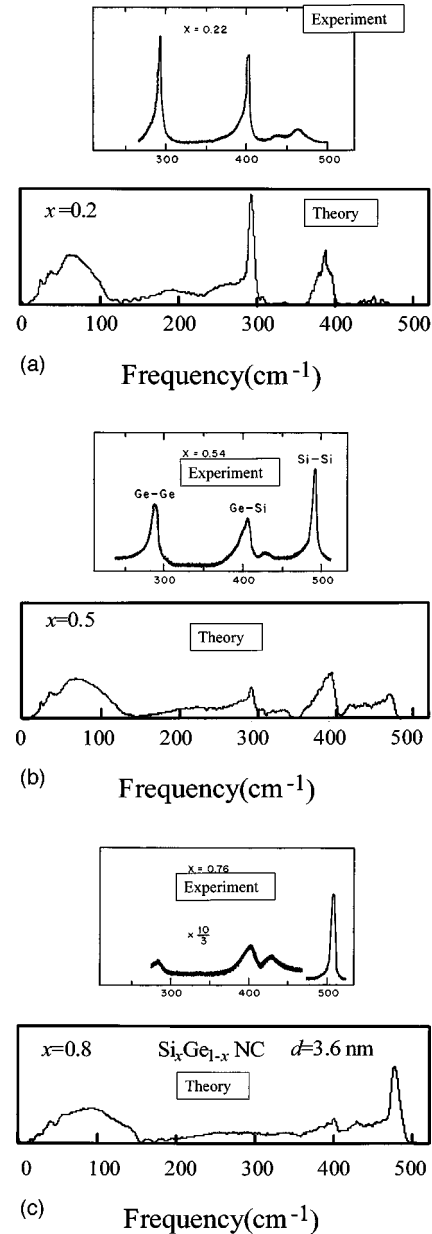 Experiment
X = 0.22
300 400 500
x=0.2
Theory
0 100 200 300 400 500
(a)
Frequency(cm-1)
X = 0.54
Si–Si
Experiment
Ge–Ge
Ge–Si
300 400 500
x=0.5
Theory
0 100 200 300 400 500
(b)
Frequency(cm-1)
X = 0.76
Experiment
× 10/3
300 400 500
x=0.8 SixGe1-x NC d=3.6 nm
Theory
0 100 200 300 400 500
(c)
Frequency(cm-1)